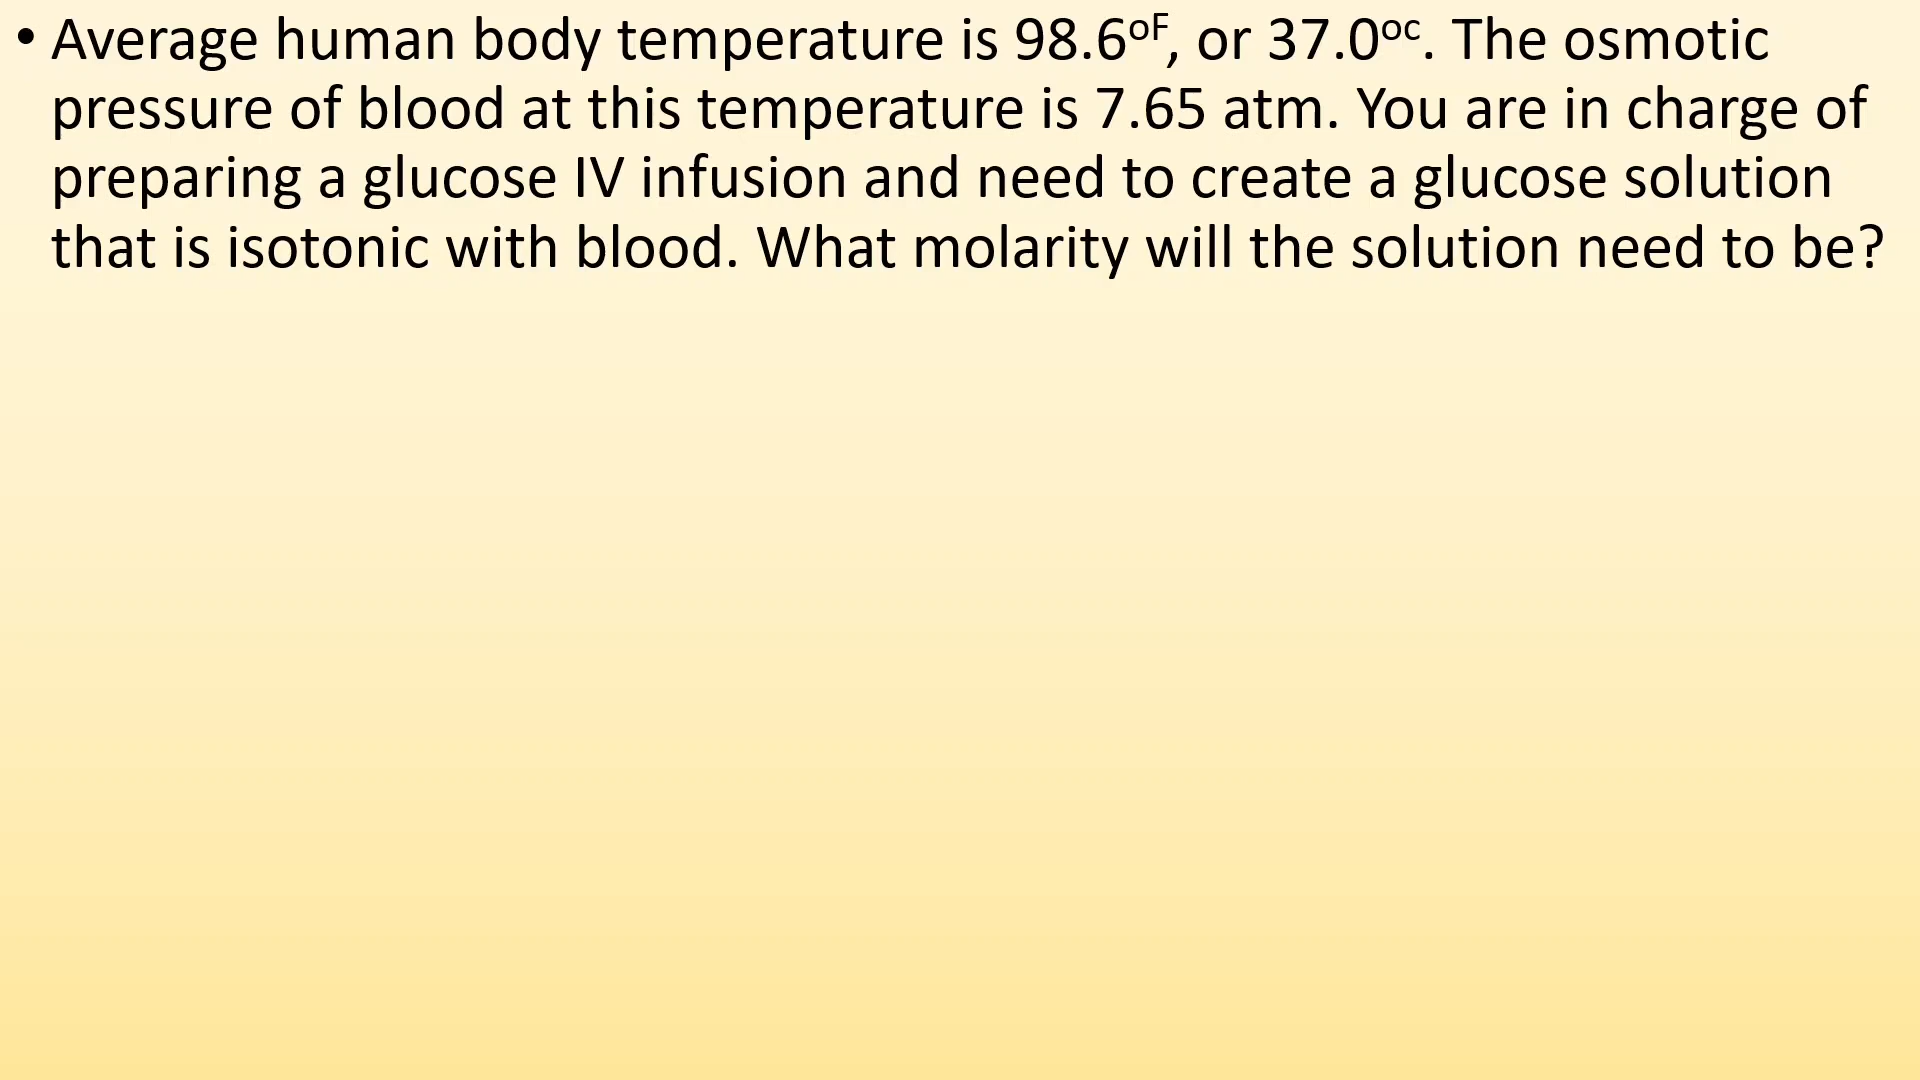 • Average human body temperature is 98.6oF, or 37.0oc. The osmotic
pressure of blood at this temperature is 7.65 atm. You are in charge of
preparing a glucose IV infusion and need to create a glucose solution
that is isotonic with blood. What molarity will the solution need to be?